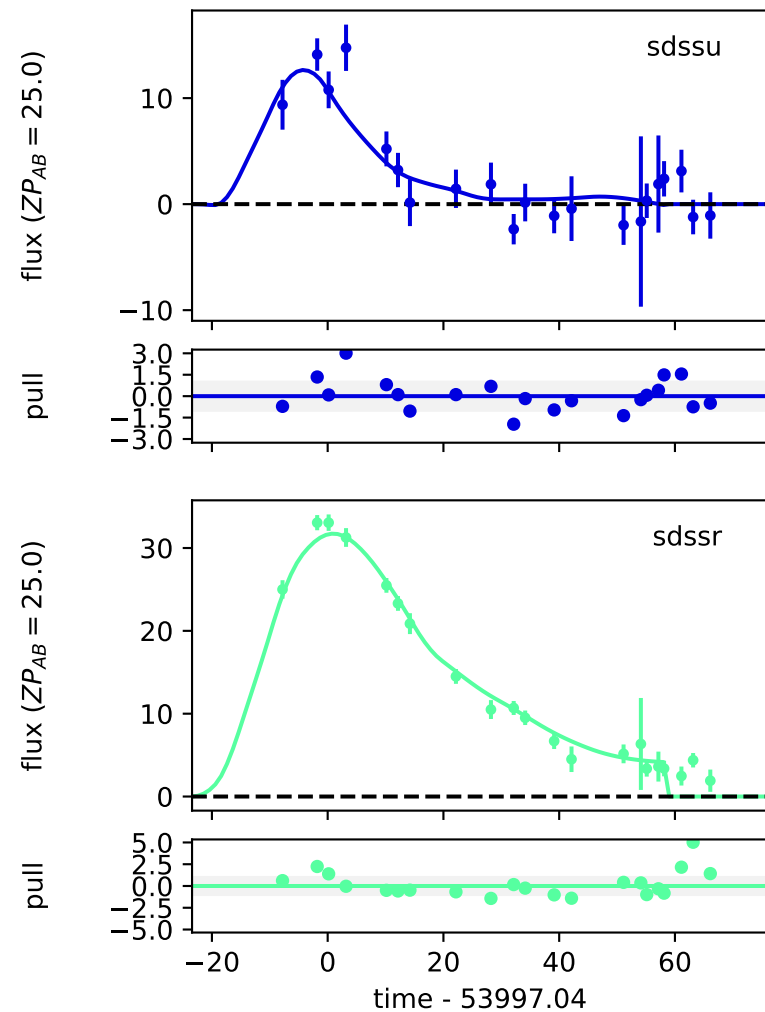 sdssu
flux (ZP_AB = 25.0)
10
0
−10
pull
3.0
1.5
0.0
−1.5
−3.0
sdssr
flux (ZP_AB = 25.0)
30
20
10
0
pull
5.0
2.5
0.0
−2.5
−5.0
−20 0 20 40 60
time - 53997.04